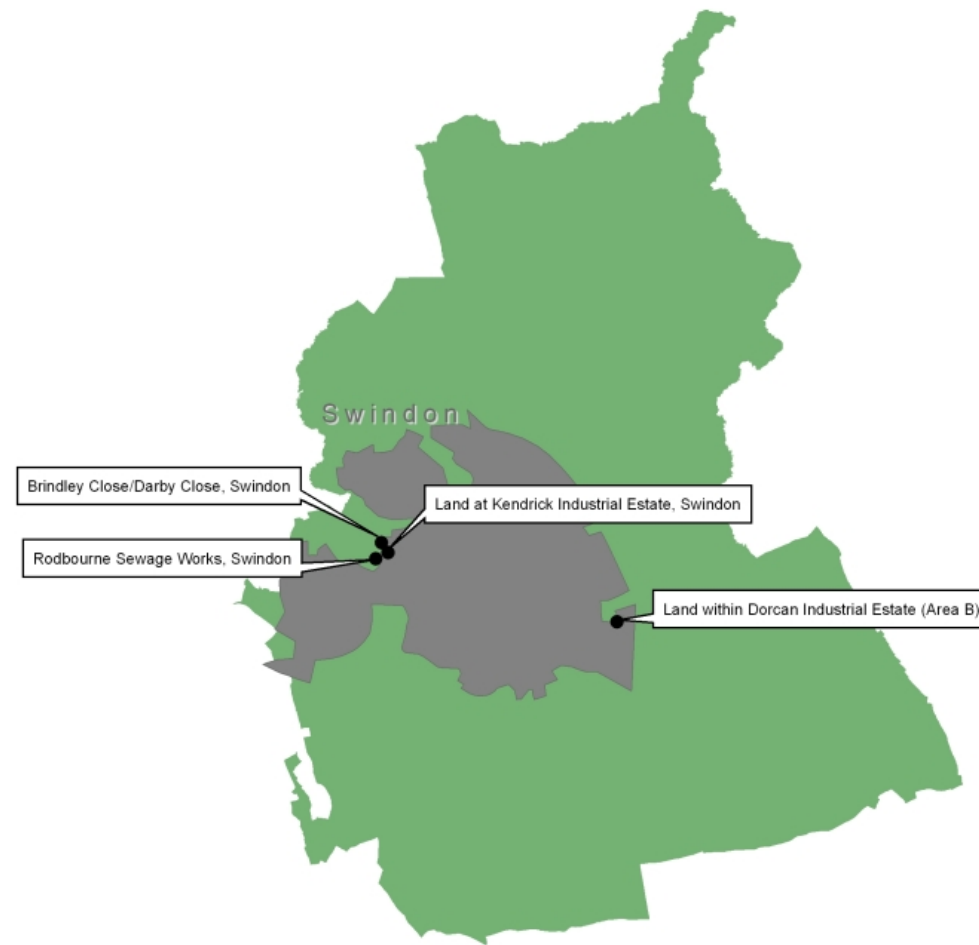 Swindon
Brindley Close/Darby Close, Swindon
Land at Kendrick Industrial Estate, Swindon
Rodbourne Sewage Works, Swindon
Land within Dorcan Industrial Estate (Area B)